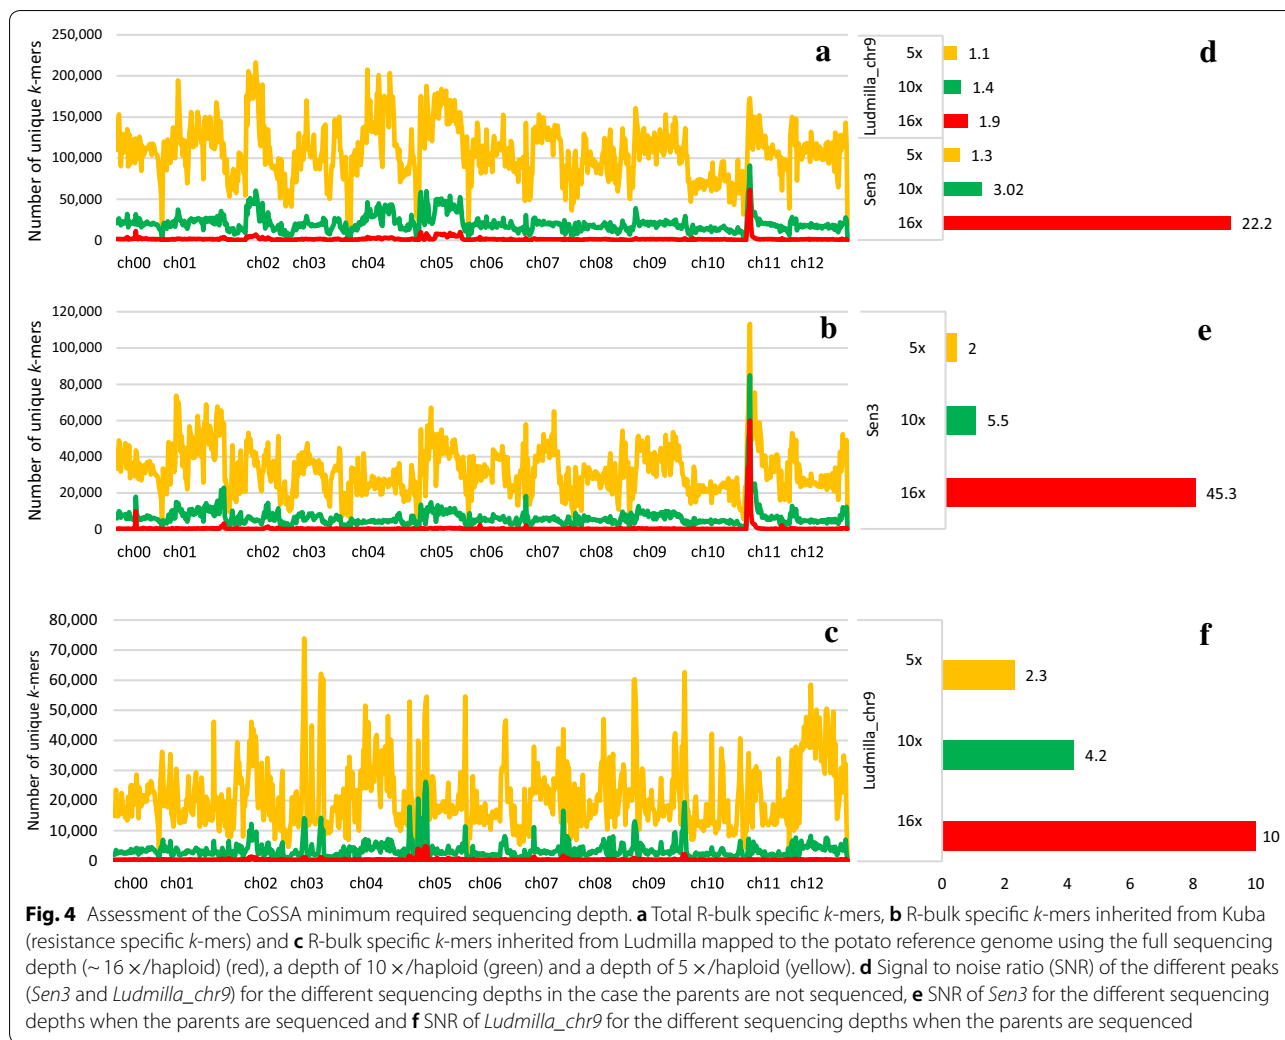 250,000
200,000
150,000
100,000
50,000
0
Number of unique k-mers
a
ch00 ch01 ch02 ch03 ch04 ch05 ch06 ch07 ch08 ch09 ch10 ch11 ch12
d
Ludmilla_chr9
5x 1.1
10x 1.4
16x 1.9
Sen3
5x 1.3
10x 3.02
16x 22.2
120,000
100,000
80,000
60,000
40,000
20,000
0
Number of unique k-mers
b
ch00 ch01 ch02 ch03 ch04 ch05 ch06 ch07 ch08 ch09 ch10 ch11 ch12
e
Sen3
5x 2
10x 5.5
16x 45.3
80,000
70,000
60,000
50,000
40,000
30,000
20,000
10,000
0
Number of unique k-mers
c
ch00 ch01 ch02 ch03 ch04 ch05 ch06 ch07 ch08 ch09 ch10 ch11 ch12
f
Ludmilla_chr9
5x 2.3
10x 4.2
16x 10
0 2 4 6 8 10
Fig. 4 Assessment of the CoSSA minimum required sequencing depth. a Total R-bulk specific k-mers, b R-bulk specific k-mers inherited from Kuba
(resistance specific k-mers) and c R-bulk specific k-mers inherited from Ludmilla mapped to the potato reference genome using the full sequencing
depth (~ 16 ×/haploid) (red), a depth of 10 ×/haploid (green) and a depth of 5 ×/haploid (yellow). d Signal to noise ratio (SNR) of the different peaks
(Sen3 and Ludmilla_chr9) for the different sequencing depths in the case the parents are not sequenced, e SNR of Sen3 for the different sequencing
depths when the parents are sequenced and f SNR of Ludmilla_chr9 for the different sequencing depths when the parents are sequenced